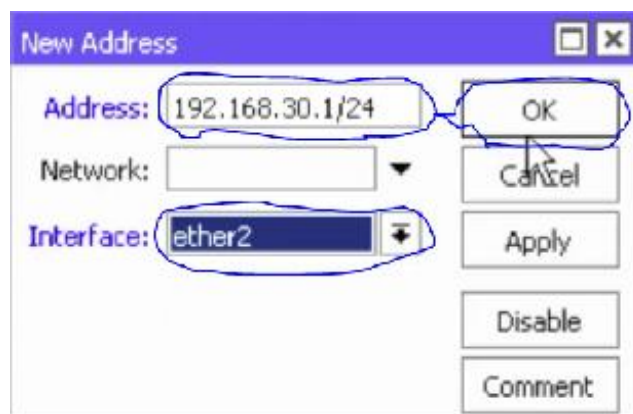 New Address
Address: 192.168.30.1/24
OK
Network:
Cancel
Interface: ether2
Apply
Disable
Comment